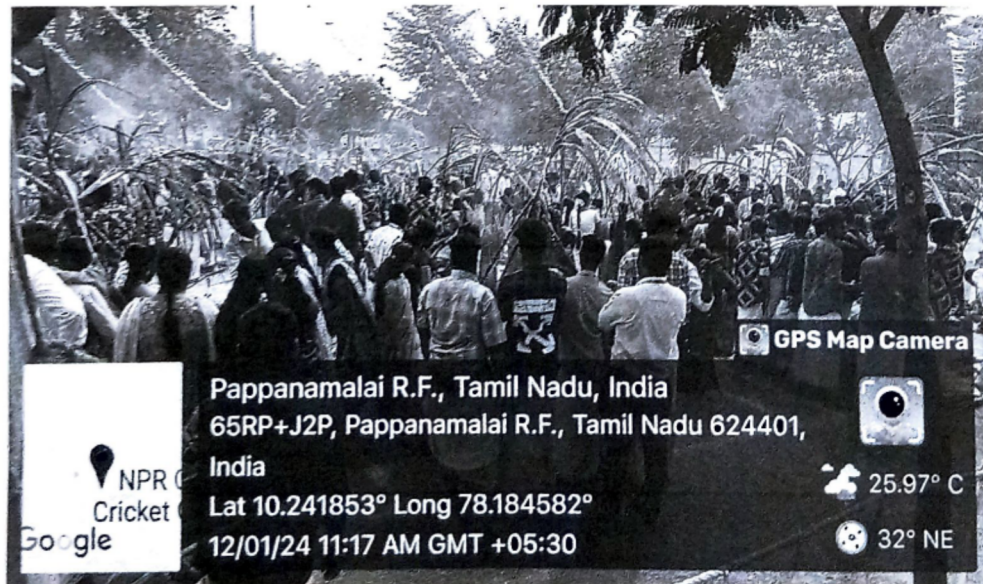 GPS Map Camera
Pappanamalai R.F., Tamil Nadu, India
65RP+J2P, Pappanamalai R.F., Tamil Nadu 624401,
India
Lat 10.241853° Long 78.184582°
12/01/24 11:17 AM GMT +05:30
NPR
Cricket
Google
25.97° C
32° NE